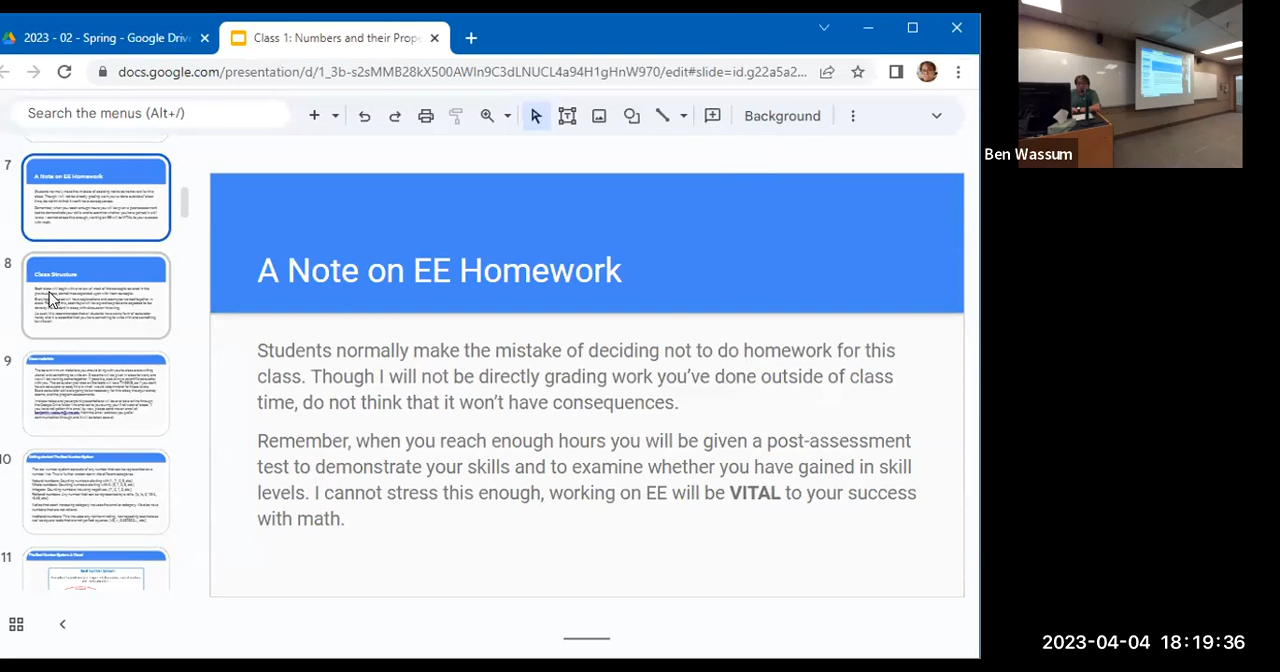 2023 - 02 - Spring - Google Driv
Class 1: Numbers and their Prop
docs.google.com/presentation/d/1_3b-s2sMMB28kX500AWIn9C3dLNUCL4a94H1gHnW970/edit#slide=id.g22a5a2...
Search the menus (Alt+/)
Background
Ben Wassum
7
A Note on EE Homework
8
Class Structure
9
10
11
A Note on EE Homework
Students normally make the mistake of deciding not to do homework for this
class. Though I will not be directly grading work you've done outside of class
time, do not think that it won't have consequences.
Remember, when you reach enough hours you will be given a post-assessment
test to demonstrate your skills and to examine whether you have gained in skill
levels. I cannot stress this enough, working on EE will be VITAL to your success
with math.
2023-04-04 18:19:36